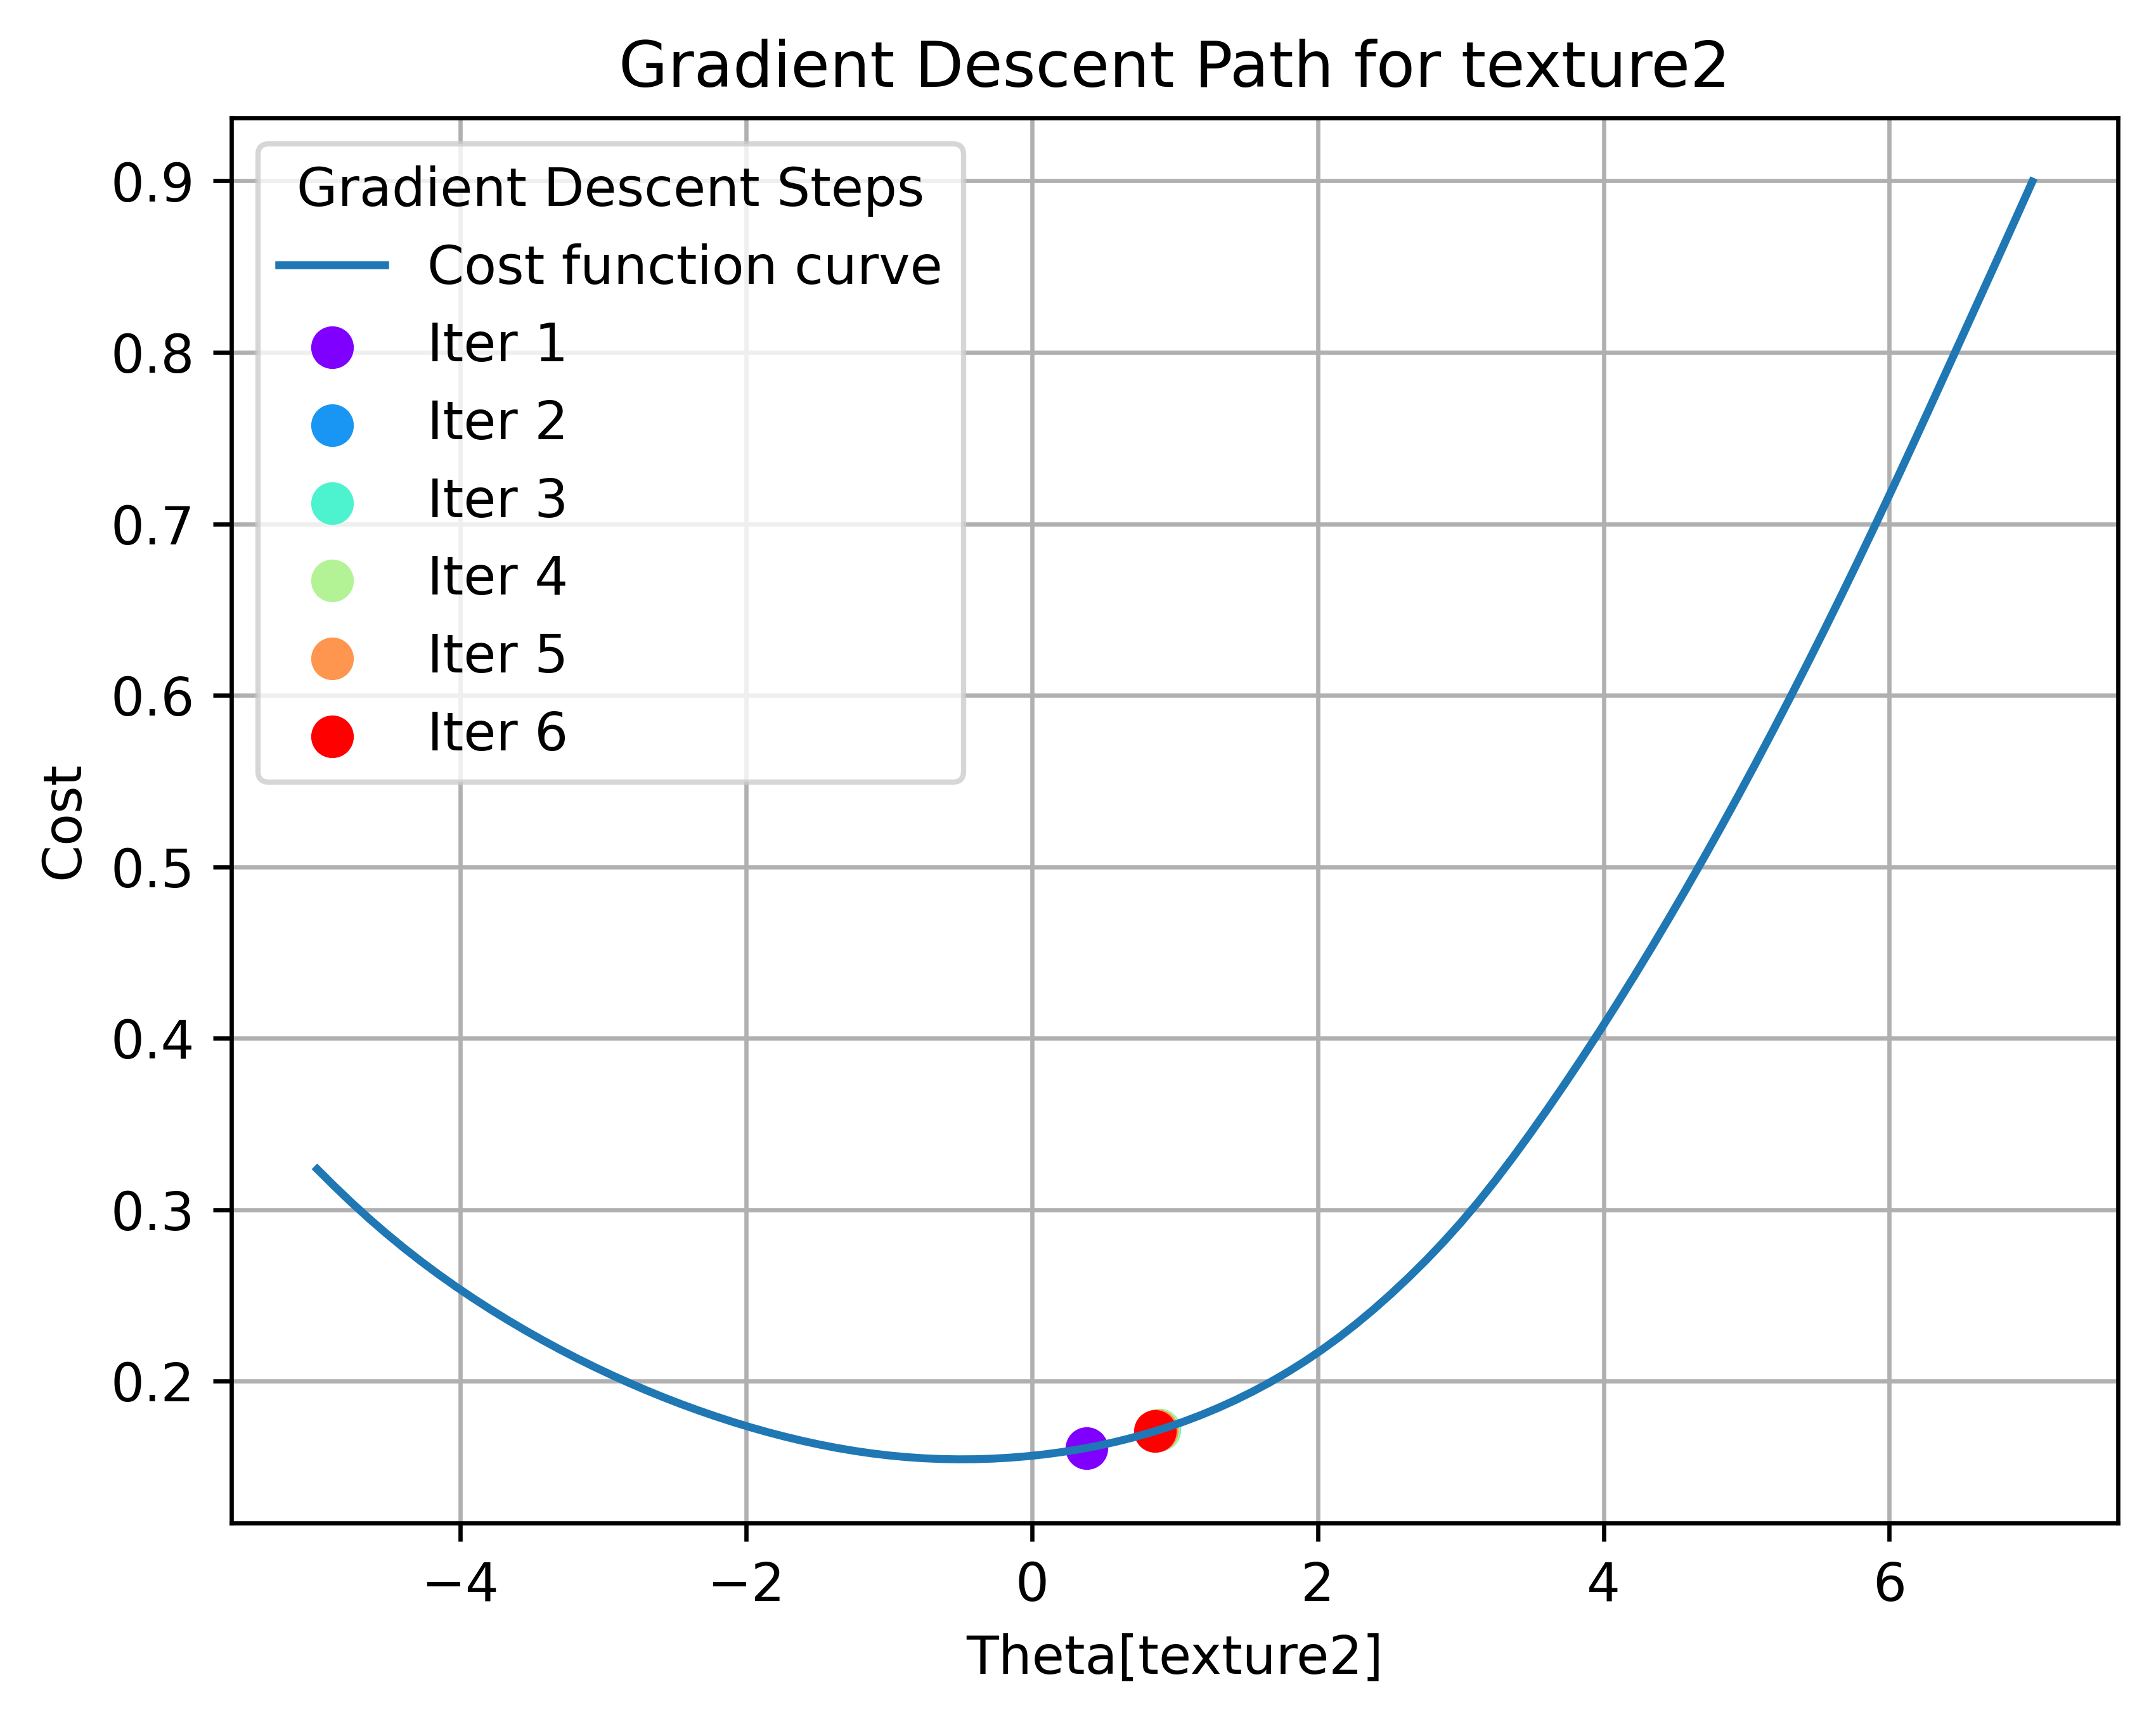 Gradient Descent Path for texture2
Gradient Descent Steps
Cost function curve
Iter 1
Iter 2
Iter 3
Iter 4
Iter 5
Iter 6
0.9
0.8
0.7
0.6
0.5
0.4
0.3
0.2
Cost
−4
−2
0
2
4
6
Theta[texture2]